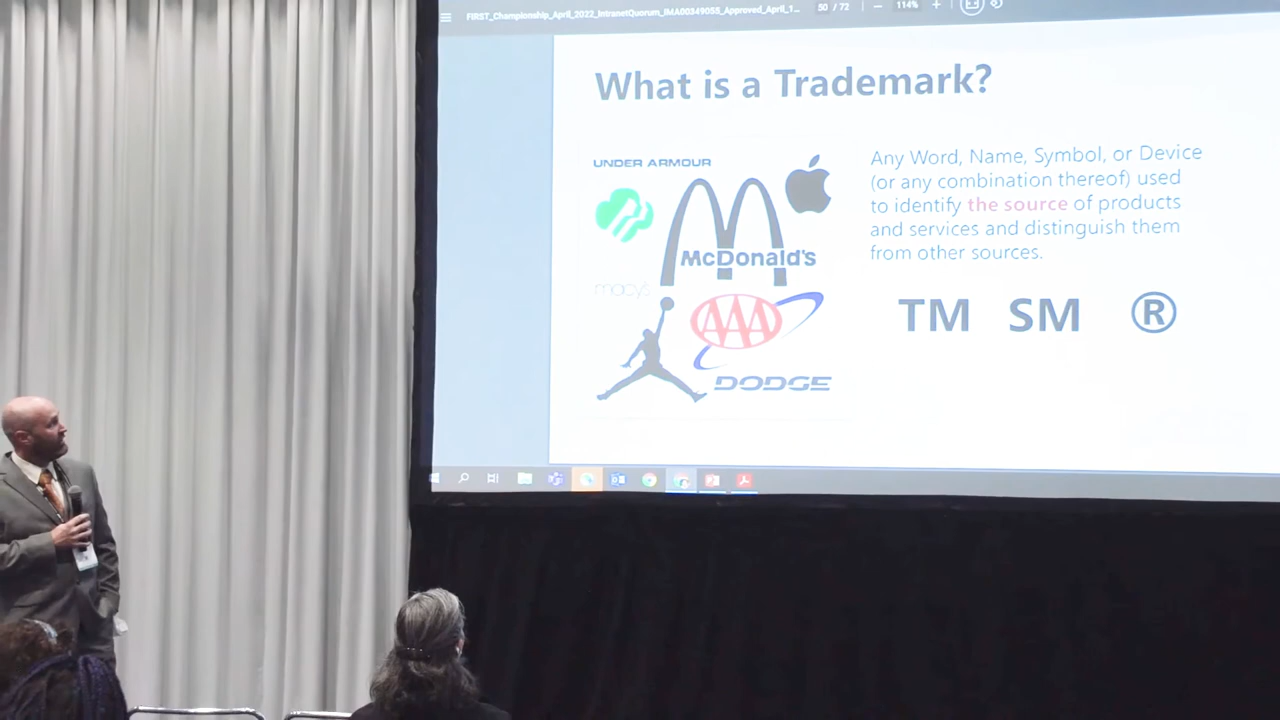 FIRST_Championship_April_2022_IntranetQuorum_IMA00349055_Approved_April_1... 50 / 72 — 114% +
What is a Trademark?
UNDER ARMOUR
McDonald's
macy's
AAA
DODGE
Any Word, Name, Symbol, or Device
(or any combination thereof) used
to identify the source of products
and services and distinguish them
from other sources.
TM SM ®